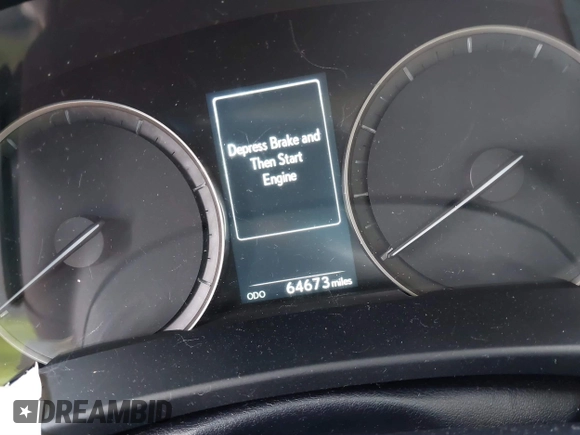 Depress Brake and
Then Start
Engine
ODO 64673 miles
DREAMBID